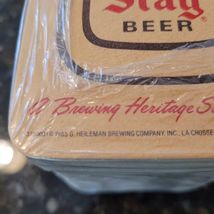 Stag
BEER®
A Brewing Heritage S
G. HEILEMAN BREWING COMPANY, INC., LA CROSSE